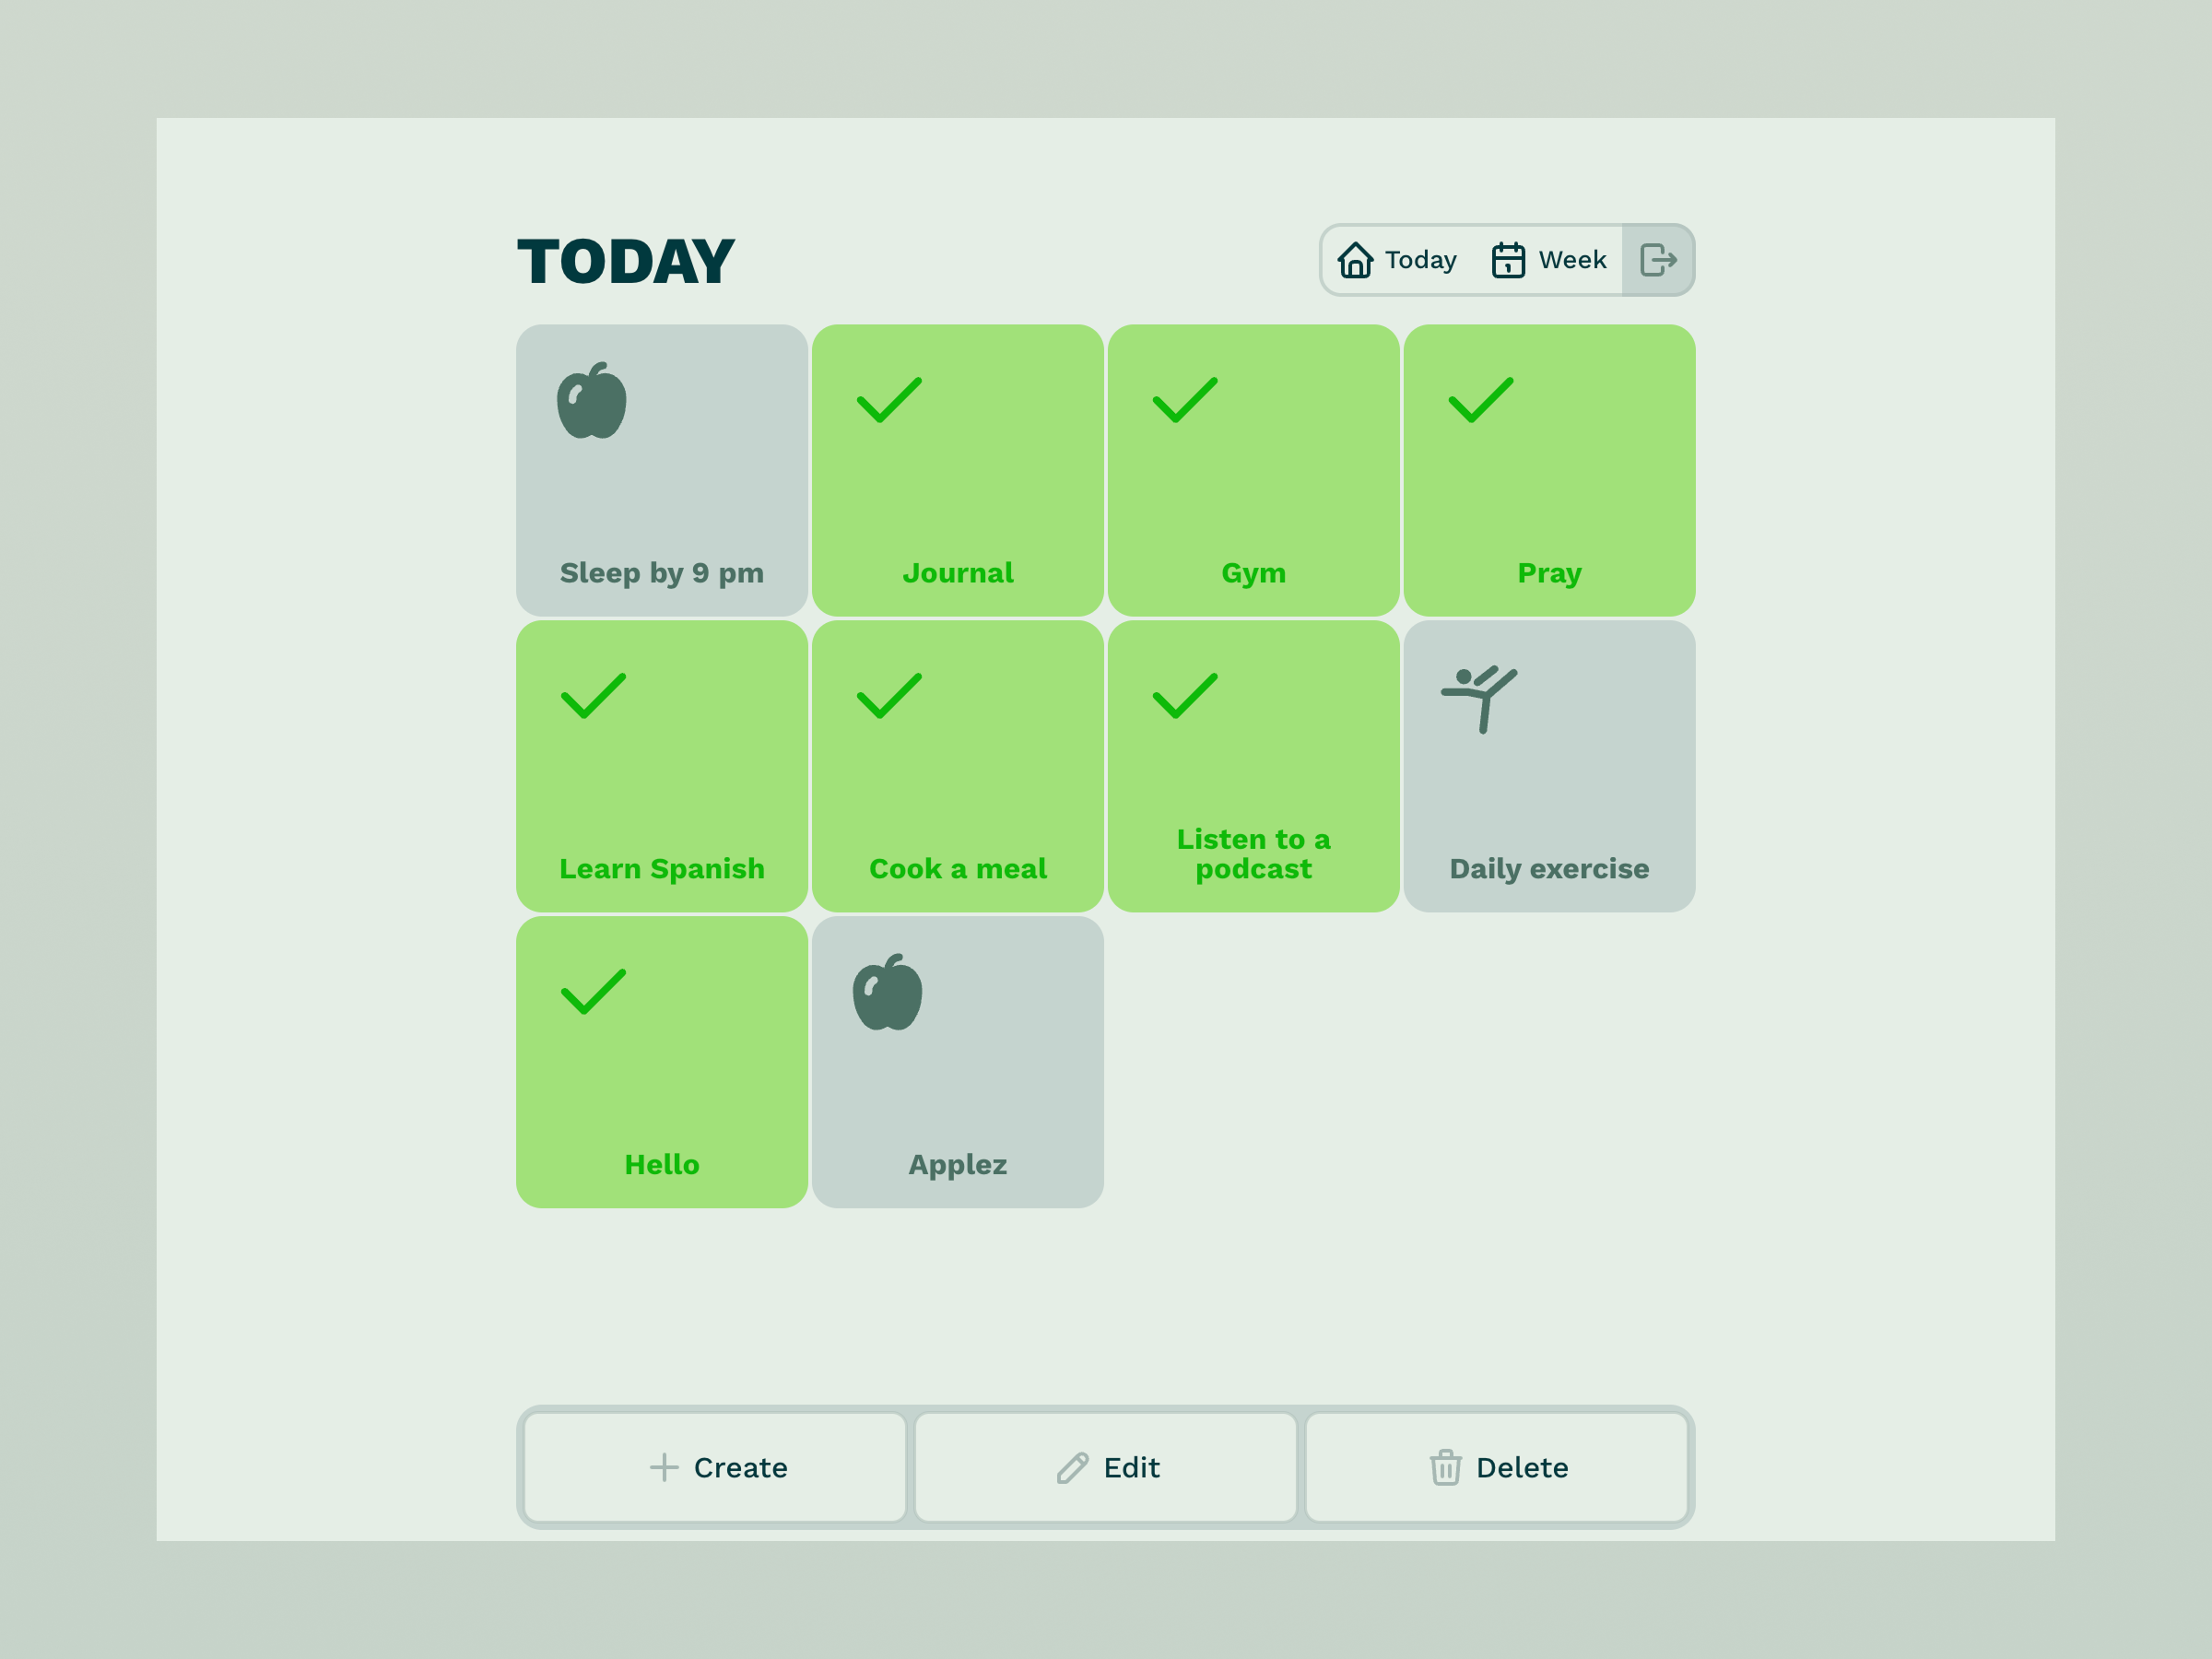 TODAY
Today
Week
Sleep by 9 pm
Journal
Gym
Pray
Learn Spanish
Cook a meal
Listen to a
podcast
Daily exercise
Hello
Applez
Create
Edit
Delete